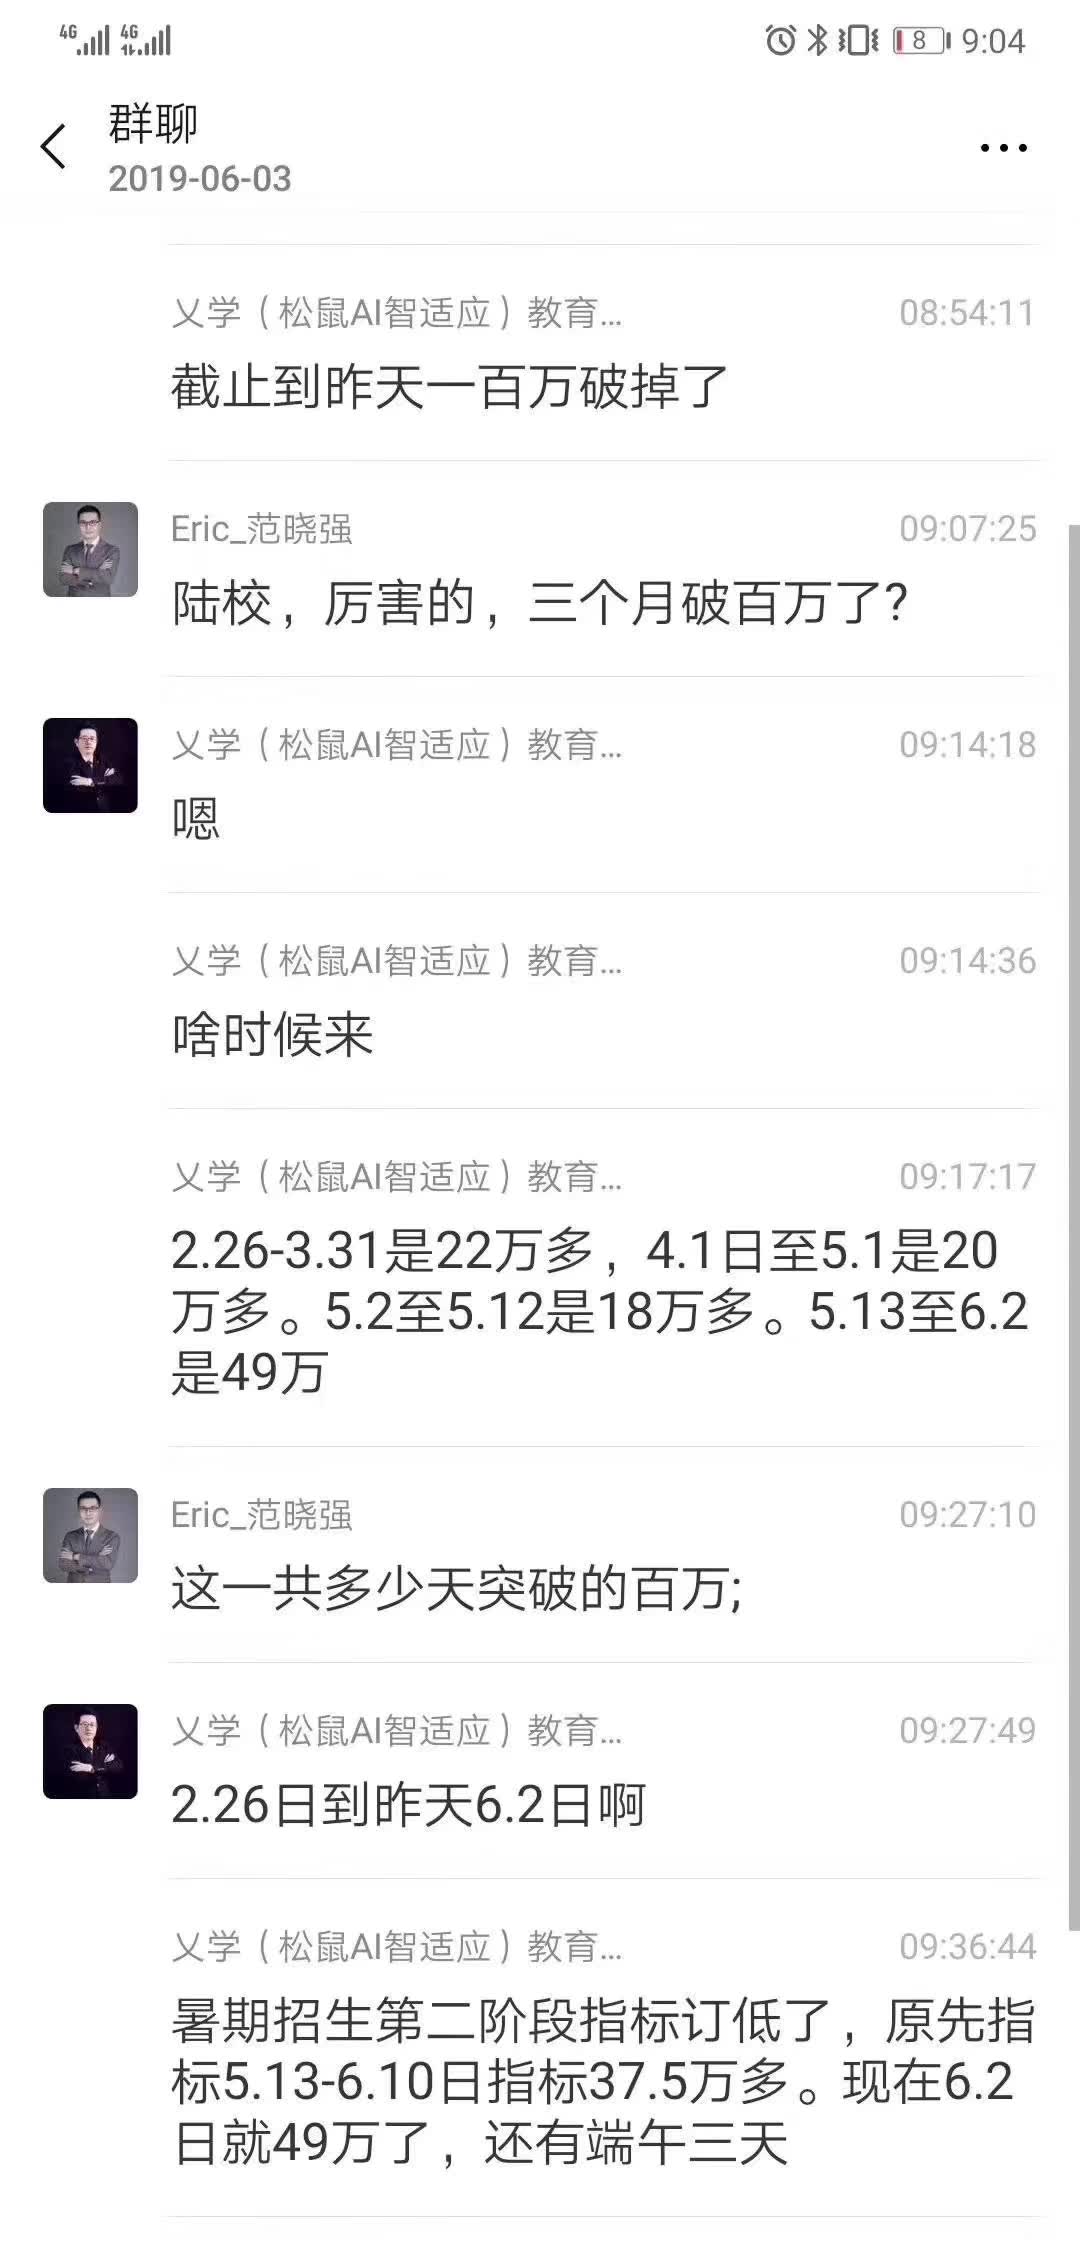 4G 4G 8 9:04
群聊
2019-06-03
乂学（松鼠AI智适应）教育... 08:54:11
截止到昨天一百万破掉了
Eric_范晓强 09:07:25
陆校，厉害的，三个月破百万了?
乂学（松鼠AI智适应）教育... 09:14:18
嗯
乂学（松鼠AI智适应）教育... 09:14:36
啥时候来
乂学（松鼠AI智适应）教育... 09:17:17
2.26-3.31是22万多，4.1日至5.1是20
万多。5.2至5.12是18万多。5.13至6.2
是49万
Eric_范晓强 09:27:10
这一共多少天突破的百万;
乂学（松鼠AI智适应）教育... 09:27:49
2.26日到昨天6.2日啊
乂学（松鼠AI智适应）教育... 09:36:44
暑期招生第二阶段指标订低了，原先指
标5.13-6.10日指标37.5万多。现在6.2
日就49万了，还有端午三天